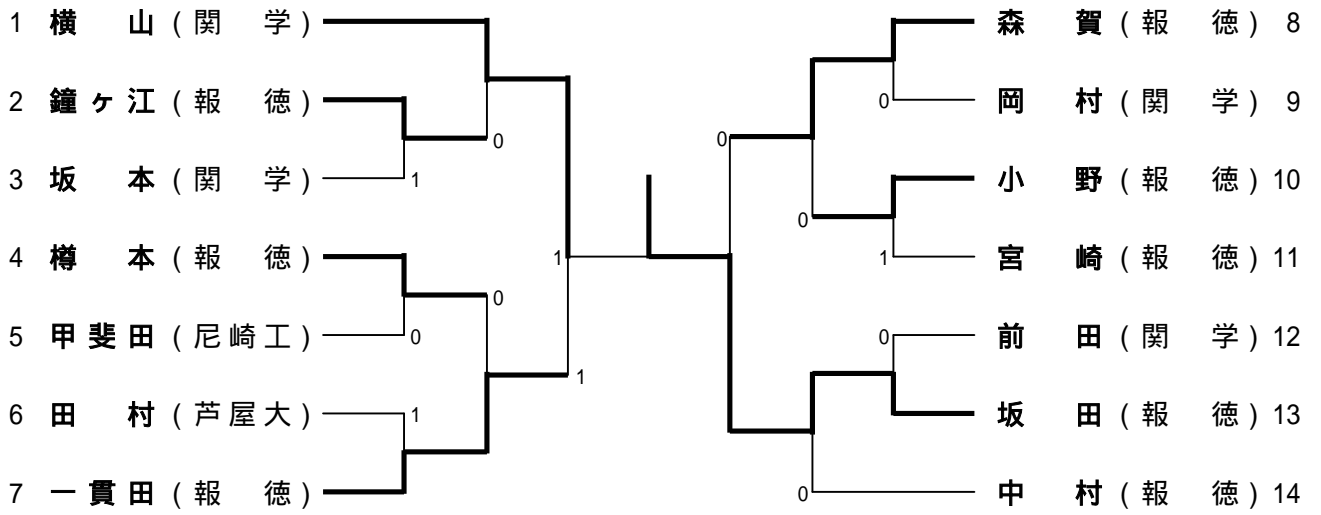 1 横山(関学)
2 鐘ヶ江(報徳)
0
3 坂本(関学)
1
4 樽本(報徳)
1
0
5 甲斐田(尼崎工)
0
1
6 田村(芦屋大)
1
7 一貫田(報徳)
森賀(報徳) 8
0
岡村(関学) 9
0
小野(報徳) 10
0
1
宮崎(報徳) 11
0
前田(関学) 12
坂田(報徳) 13
0
中村(報徳) 14